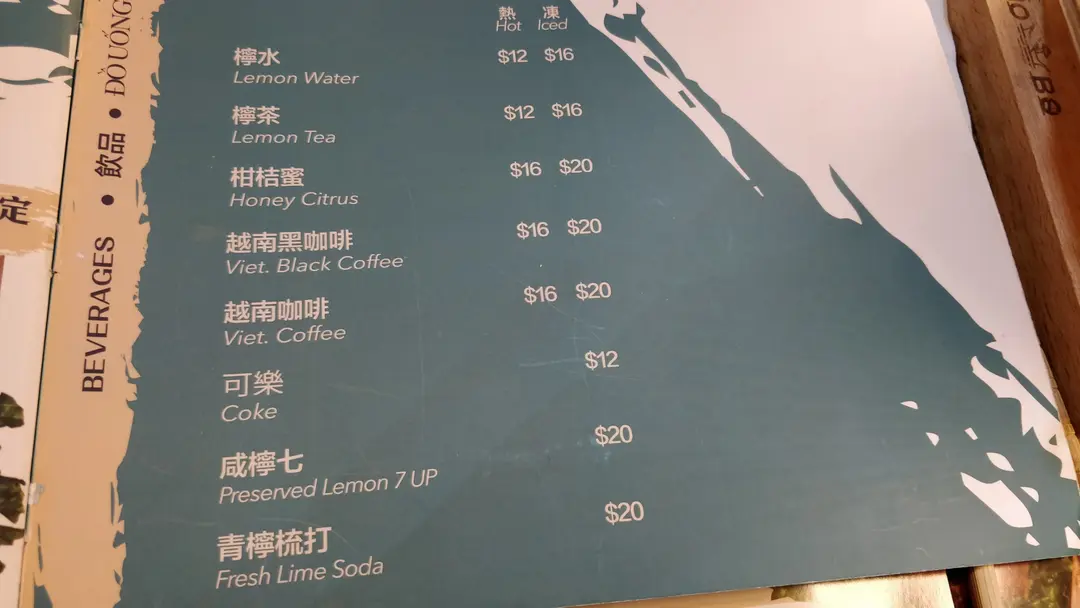 熱 凍
Hot Iced
檸水 $12 $16
Lemon Water
檸茶 $12 $16
Lemon Tea
柑桔蜜 $16 $20
Honey Citrus
越南黑咖啡 $16 $20
Viet. Black Coffee
越南咖啡 $16 $20
Viet. Coffee
可樂 $12
Coke
咸檸七 $20
Preserved Lemon 7 UP
青檸梳打 $20
Fresh Lime Soda
BEVERAGES • 飲品 • ĐỒ UỐNG
定